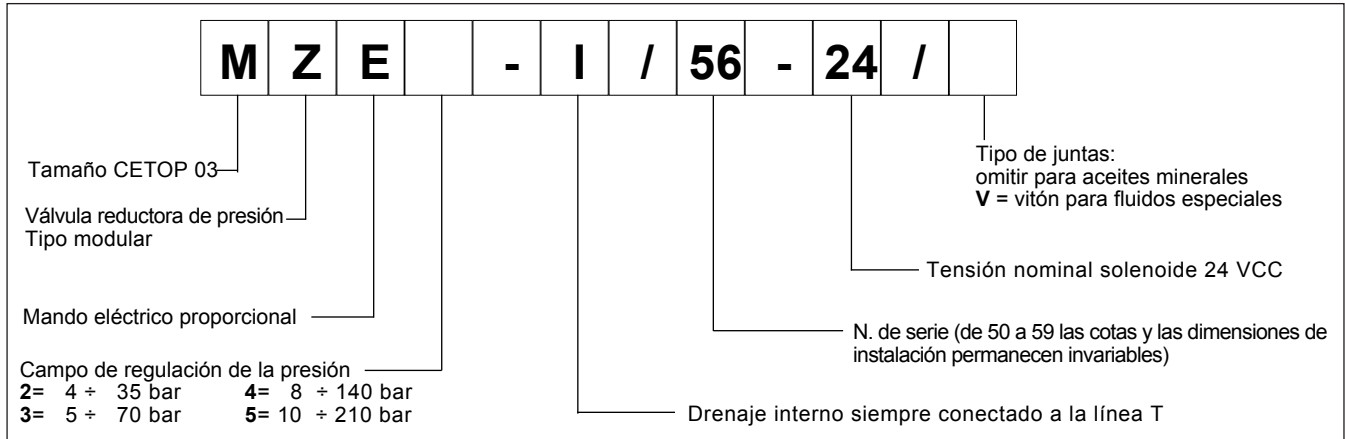 M Z E - I / 56 - 24 /
Tamaño CETOP 03
Válvula reductora de presión
Tipo modular
Mando eléctrico proporcional
Campo de regulación de la presión
2= 4 ÷ 35 bar 4= 8 ÷ 140 bar
3= 5 ÷ 70 bar 5= 10 ÷ 210 bar
Tipo de juntas:
omitir para aceites minerales
V = vitón para fluidos especiales
Tensión nominal solenoide 24 VCC
N. de serie (de 50 a 59 las cotas y las dimensiones de
instalación permanecen invariables)
Drenaje interno siempre conectado a la línea T